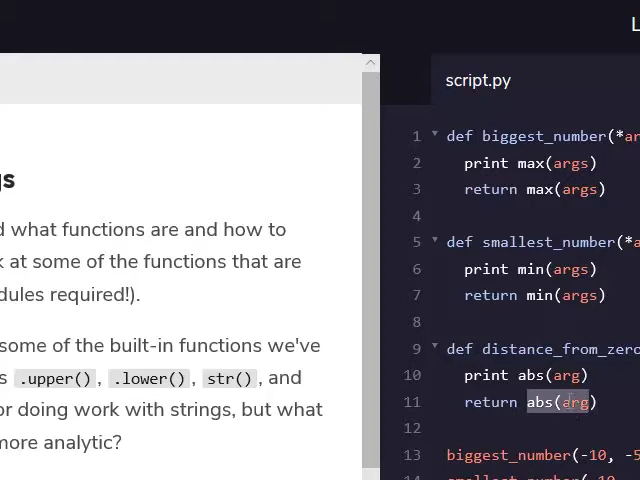 L
script.py
gs
d what functions are and how to
k at some of the functions that are
dules required!).
some of the built-in functions we've
s .upper(), .lower(), str(), and
or doing work with strings, but what
more analytic?
1 def biggest_number(*ar
2 print max(args)
3 return max(args)
4
5 def smallest_number(*a
6 print min(args)
7 return min(args)
8
9 def distance_from_zero
10 print abs(arg)
11 return abs(arg)
12
13 biggest_number(-10, -5
14 smallest_number(-10